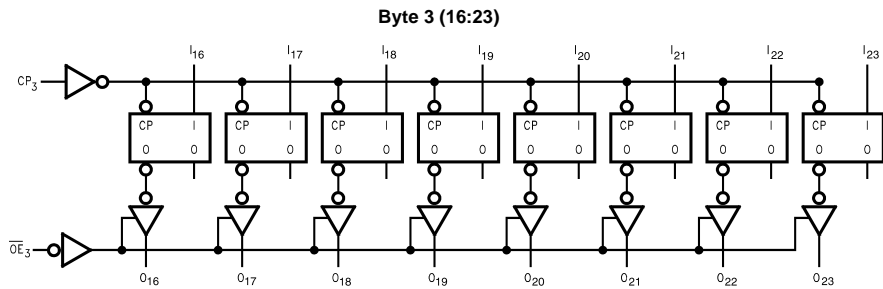 Byte 3 (16:23)
I16 I17 I18 I19 I20 I21 I22 I23
CP3
CP I CP I CP I CP I CP I CP I CP I CP I
O O O O O O O O O O O O O O O O
OE3
O16 O17 O18 O19 O20 O21 O22 O23